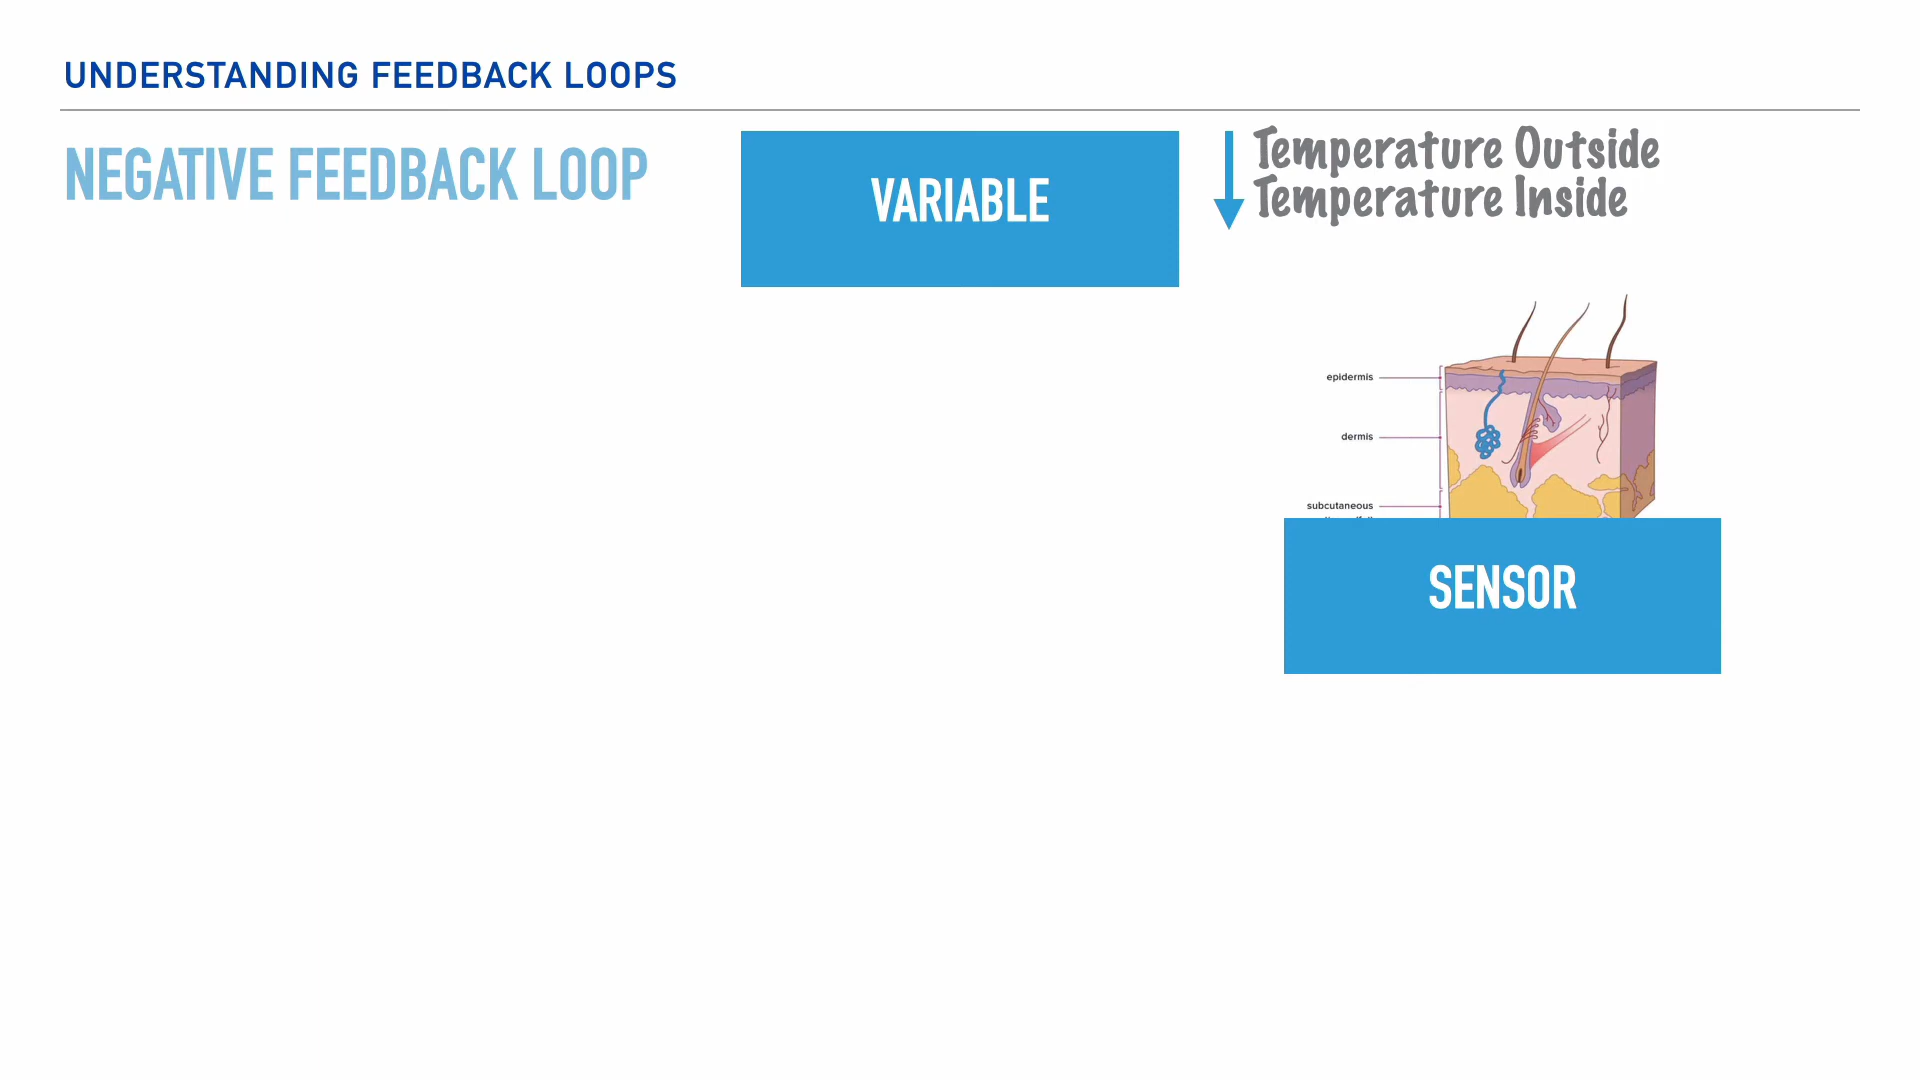 UNDERSTANDING FEEDBACK LOOPS
NEGATIVE FEEDBACK LOOP
VARIABLE
Temperature Outside
Temperature Inside
epidermis
dermis
subcutaneous
SENSOR